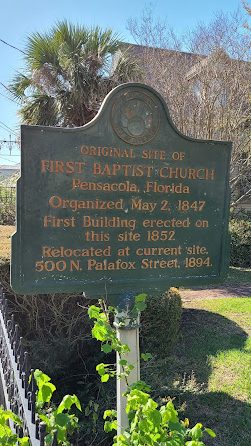 ORIGINAL SITE OF
FIRST BAPTIST CHURCH
Pensacola, Florida
Organized, May 2, 1847
First Building erected on
this site 1852.
Relocated at current site,
500 N. Palafox Street, 1894.